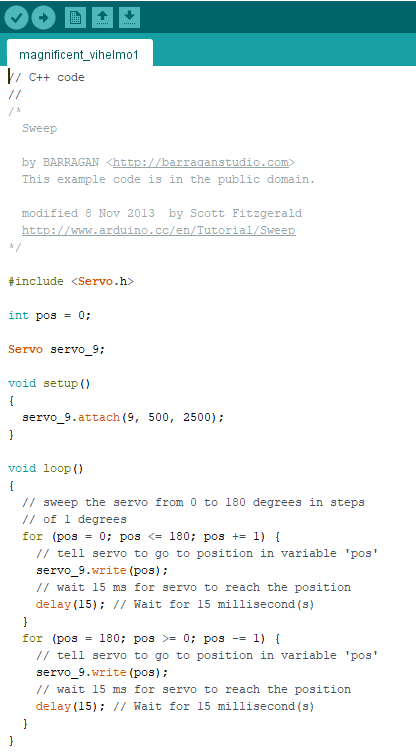 magnificent_vihelmo1
// C++ code
//
/*
  Sweep

  by BARRAGAN <http://barraganstudio.com>
  This example code is in the public domain.

  modified 8 Nov 2013  by Scott Fitzgerald
  http://www.arduino.cc/en/Tutorial/Sweep
*/

#include <Servo.h>

int pos = 0;

Servo servo_9;

void setup()
{
  servo_9.attach(9, 500, 2500);
}

void loop()
{
  // sweep the servo from 0 to 180 degrees in steps
  // of 1 degrees
  for (pos = 0; pos <= 180; pos += 1) {
    // tell servo to go to position in variable 'pos'
    servo_9.write(pos);
    // wait 15 ms for servo to reach the position
    delay(15); // Wait for 15 millisecond(s)
  }
  for (pos = 180; pos >= 0; pos -= 1) {
    // tell servo to go to position in variable 'pos'
    servo_9.write(pos);
    // wait 15 ms for servo to reach the position
    delay(15); // Wait for 15 millisecond(s)
  }
}